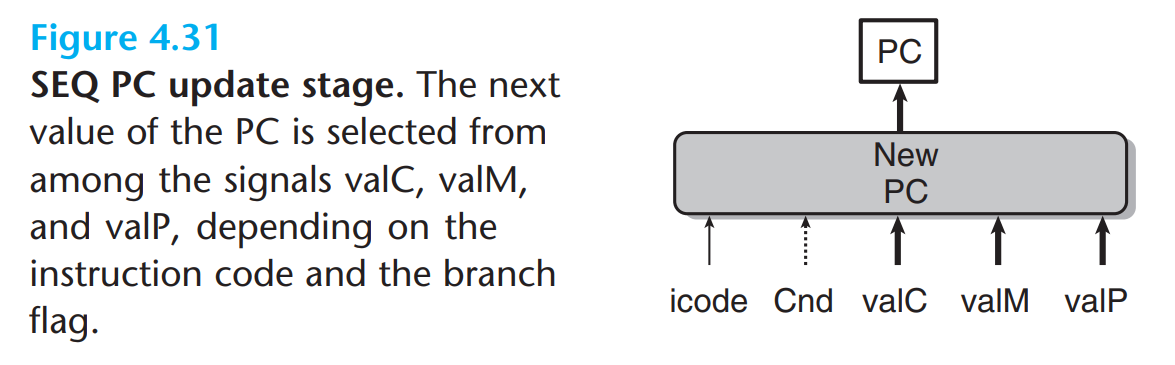 Figure 4.31
SEQ PC update stage. The next
value of the PC is selected from
among the signals valC, valM,
and valP, depending on the
instruction code and the branch
flag.
PC
New
PC
icode Cnd valC valM valP